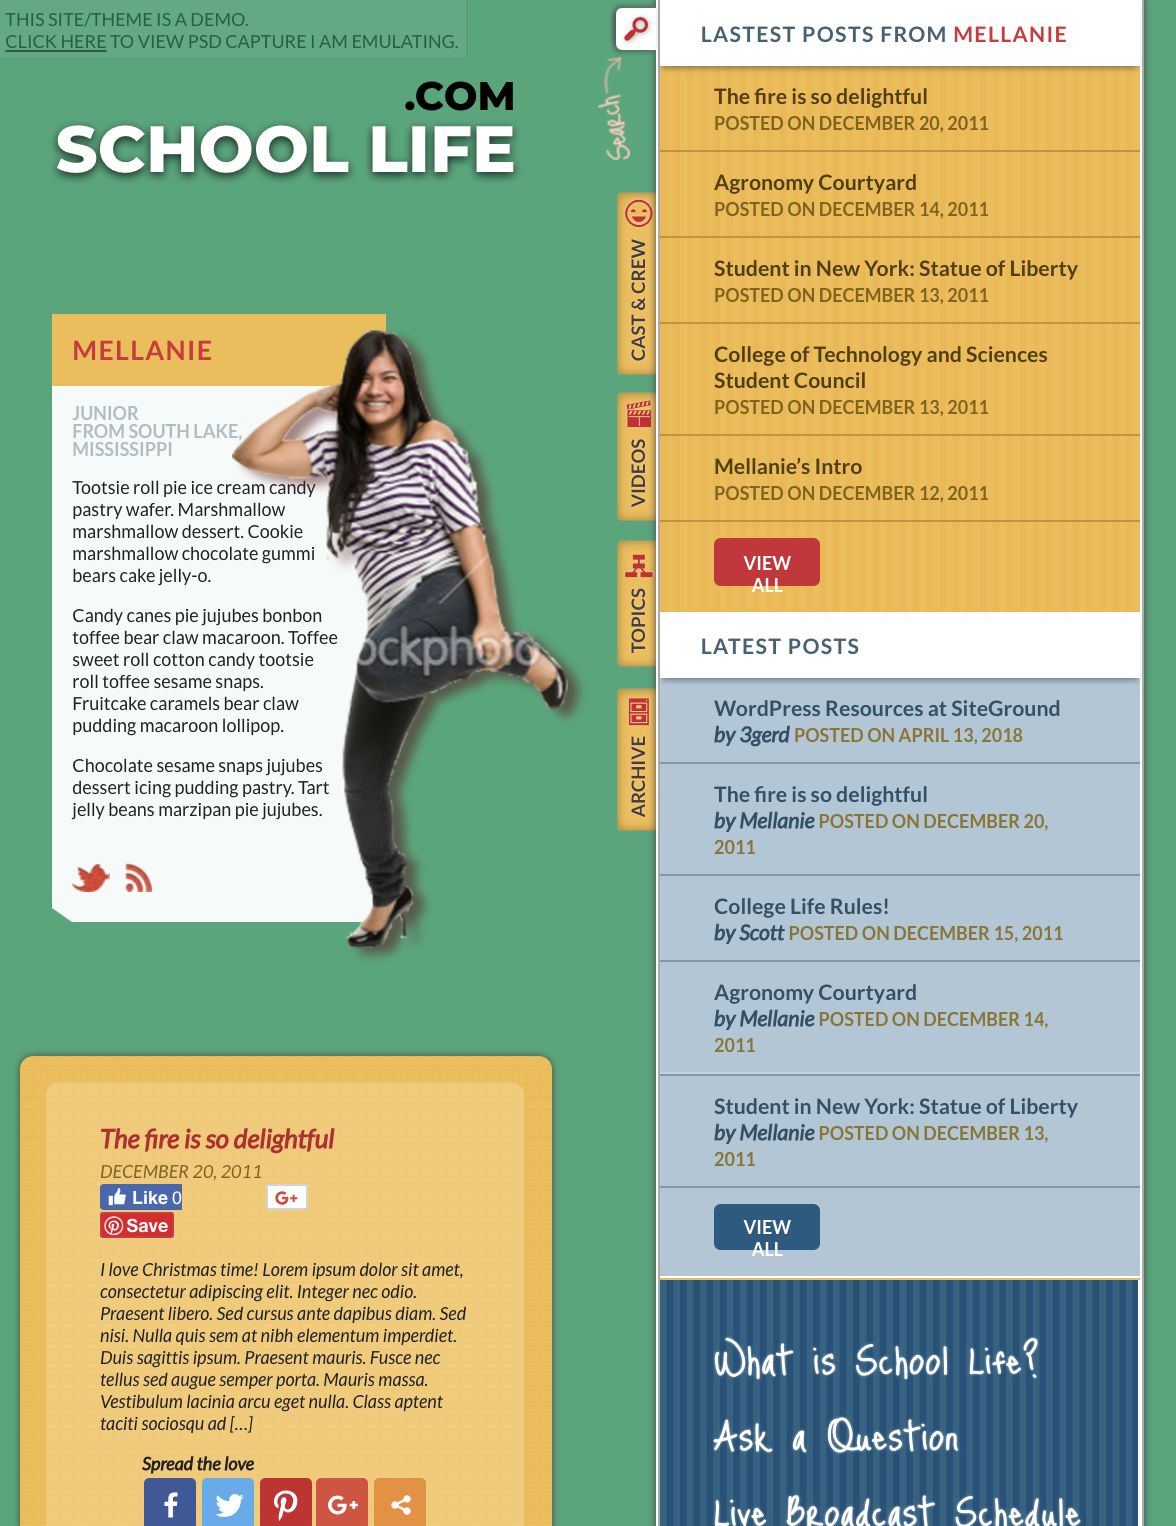 THIS SITE/THEME IS A DEMO.
CLICK HERE TO VIEW PSD CAPTURE I AM EMULATING.
.COM
SCHOOL LIFE
MELLANIE
JUNIOR
FROM SOUTH LAKE,
MISSISSIPPI
Tootsie roll pie ice cream candy
pastry wafer. Marshmallow
marshmallow dessert. Cookie
marshmallow chocolate gummi
bears cake jelly-o.
Candy canes pie jujubes bonbon
toffee bear claw macaroon. Toffee
sweet roll cotton candy tootsie
roll toffee sesame snaps.
Fruitcake caramels bear claw
pudding macaroon lollipop.
Chocolate sesame snaps jujubes
dessert icing pudding pastry. Tart
jelly beans marzipan pie jujubes.
ockphoto
The fire is so delightful
DECEMBER 20, 2011
Like 0
G+
Save
I love Christmas time! Lorem ipsum dolor sit amet,
consectetur adipiscing elit. Integer nec odio.
Praesent libero. Sed cursus ante dapibus diam. Sed
nisi. Nulla quis sem at nibh elementum imperdiet.
Duis sagittis ipsum. Praesent mauris. Fusce nec
tellus sed augue semper porta. Mauris massa.
Vestibulum lacinia arcu eget nulla. Class aptent
taciti sociosqu ad [...]
Spread the love
G+
Search
CAST & CREW
VIDEOS
TOPICS
ARCHIVE
LASTEST POSTS FROM MELLANIE
The fire is so delightful
POSTED ON DECEMBER 20, 2011
Agronomy Courtyard
POSTED ON DECEMBER 14, 2011
Student in New York: Statue of Liberty
POSTED ON DECEMBER 13, 2011
College of Technology and Sciences
Student Council
POSTED ON DECEMBER 13, 2011
Mellanie’s Intro
POSTED ON DECEMBER 12, 2011
VIEW
ALL
LATEST POSTS
WordPress Resources at SiteGround
by 3gerd POSTED ON APRIL 13, 2018
The fire is so delightful
by Mellanie POSTED ON DECEMBER 20,
2011
College Life Rules!
by Scott POSTED ON DECEMBER 15, 2011
Agronomy Courtyard
by Mellanie POSTED ON DECEMBER 14,
2011
Student in New York: Statue of Liberty
by Mellanie POSTED ON DECEMBER 13,
2011
VIEW
ALL
What is School Life?
Ask a Question
Live Broadcast Schedule